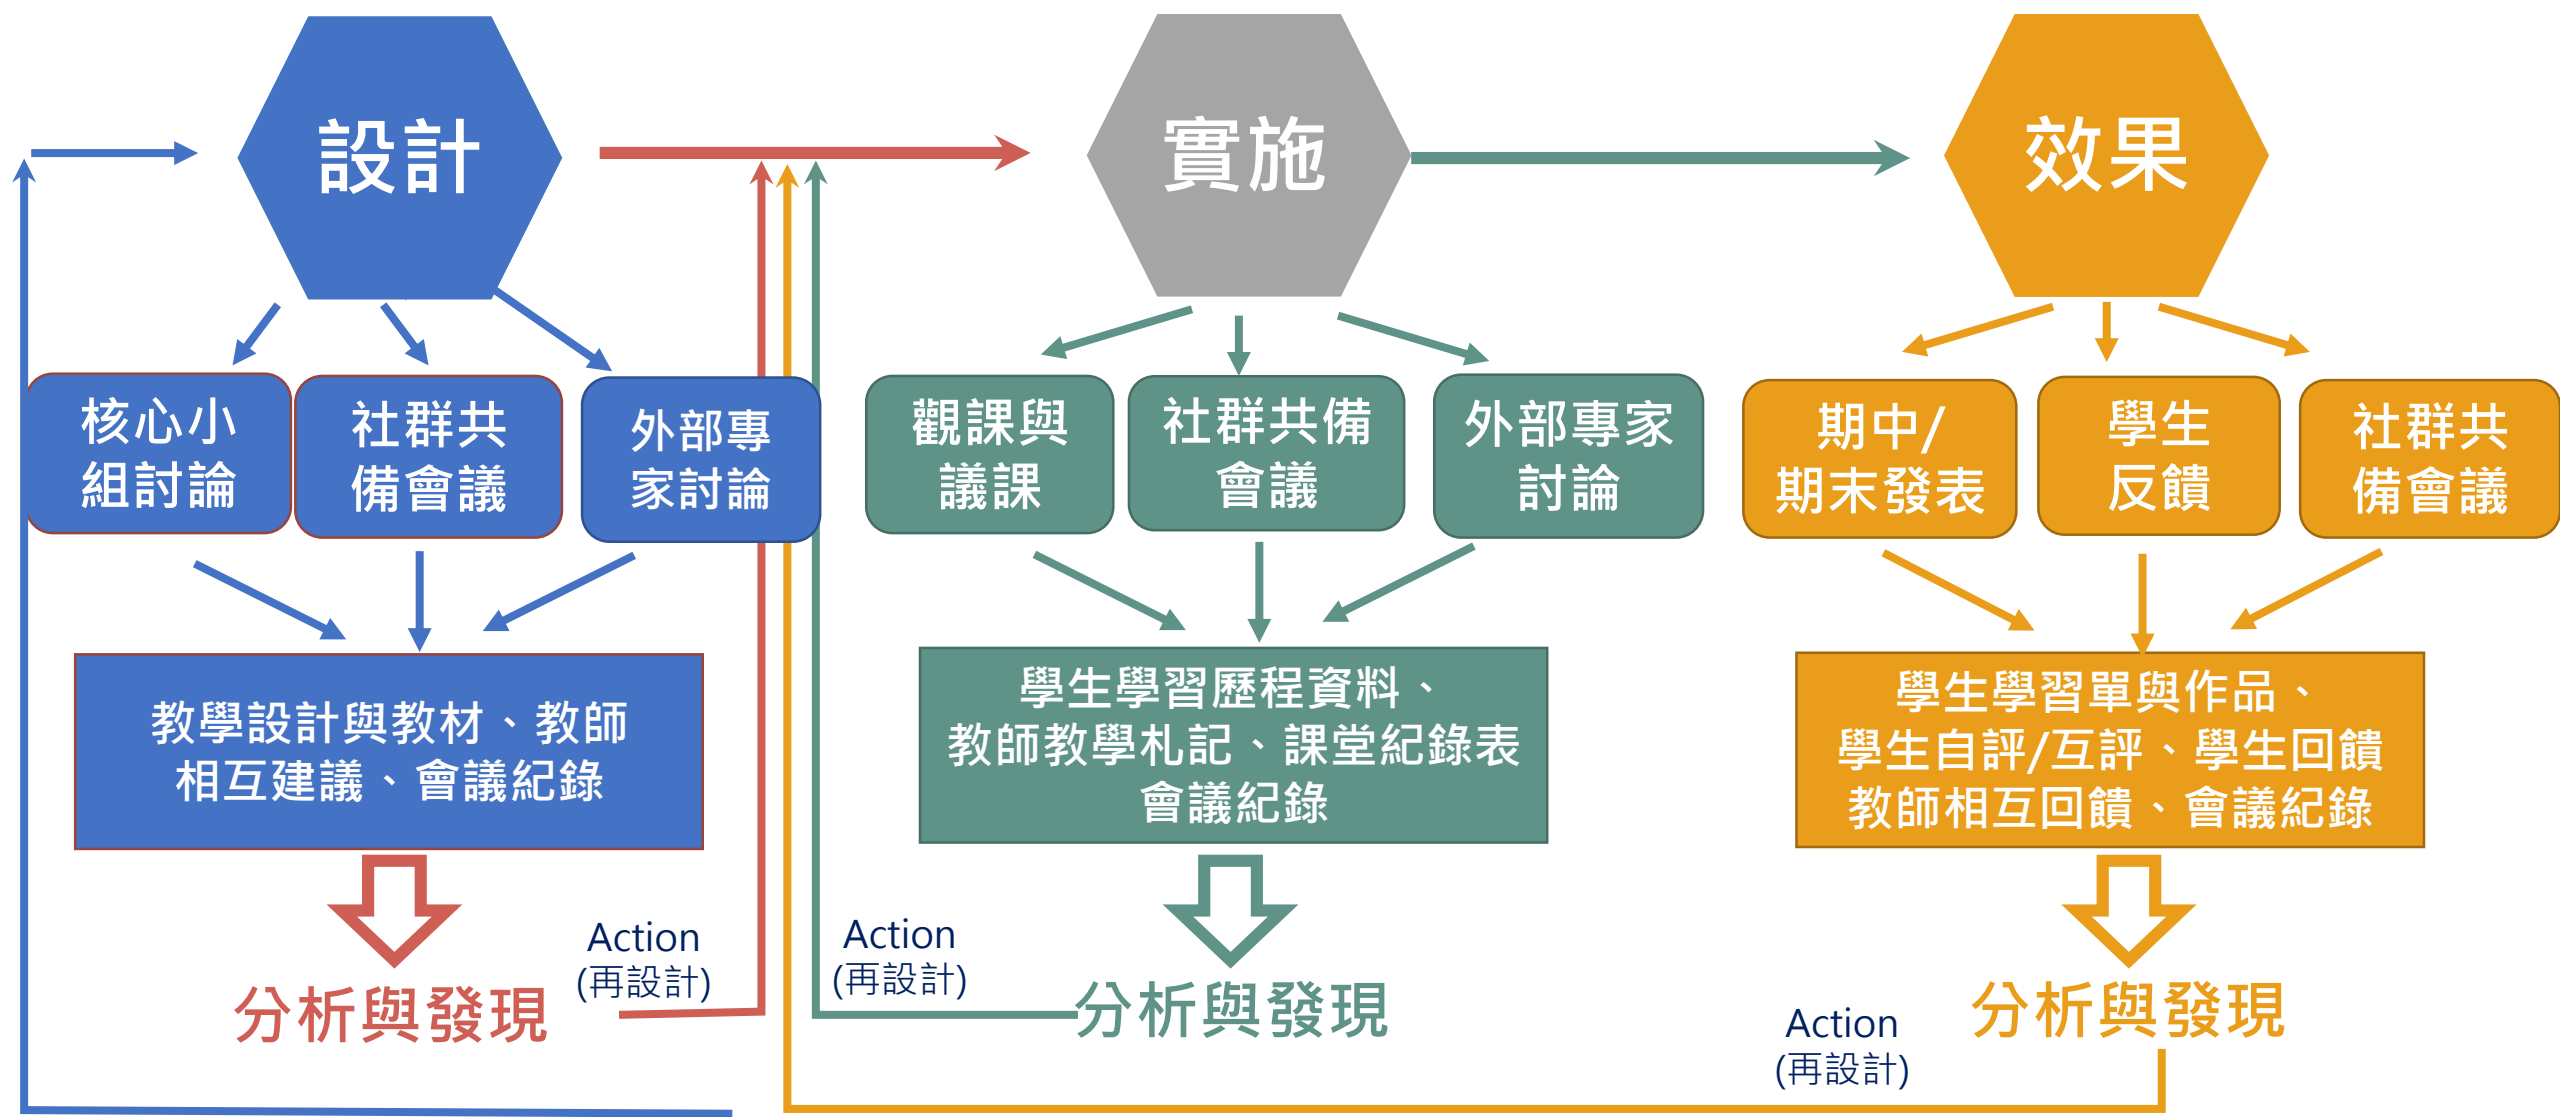 設計
實施
效果
核心小
組討論
社群共
備會議
外部專
家討論
觀課與
議課
社群共備
會議
外部專家
討論
期中/
期末發表
學生
反饋
社群共
備會議
教學設計與教材、教師
相互建議、會議紀錄
學生學習歷程資料、
教師教學札記、課堂紀錄表
會議紀錄
學生學習單與作品、
學生自評/互評、學生回饋
教師相互回饋、會議紀錄
分析與發現
Action
(再設計)
Action
(再設計)
分析與發現
Action
(再設計)
分析與發現